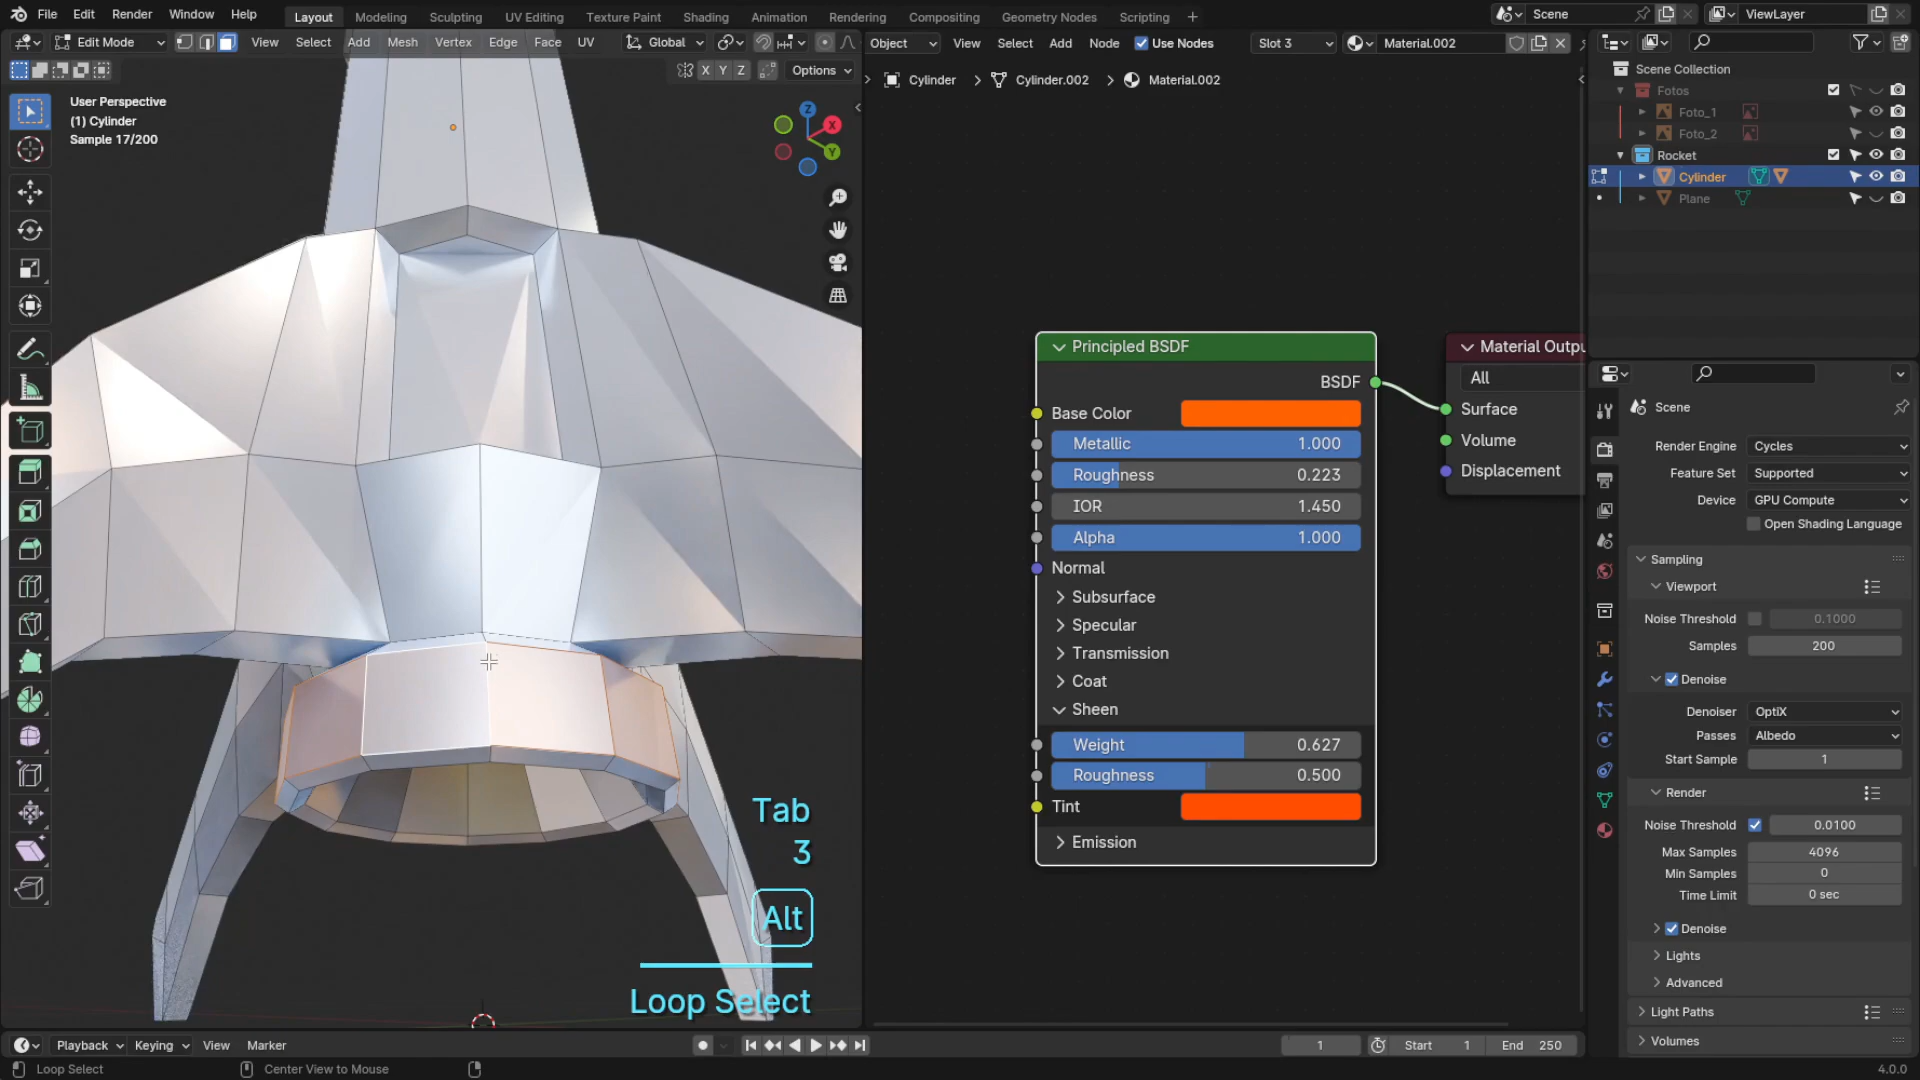 File Edit Render Window Help Layout Modeling Sculpting UV Editing Texture Paint Shading Animation Rendering Compositing Geometry Nodes Scripting + Scene ViewLayer
Edit Mode View Select Add Mesh Vertex Edge Face UV Global
Object View Select Add Node Use Nodes Slot 3 Material.002
X Y Z Options
Cylinder > Cylinder.002 > Material.002
User Perspective
(1) Cylinder
Sample 17/200
Z
X
Y
Scene Collection
Fotos
Foto_1
Foto_2
Rocket
Cylinder
Plane
Principled BSDF
BSDF
Base Color
Metallic 1.000
Roughness 0.223
IOR 1.450
Alpha 1.000
Normal
Subsurface
Specular
Transmission
Coat
Sheen
Weight 0.627
Roughness 0.500
Tint
Emission
Material Outpu
All
Surface
Volume
Displacement
Scene
Render Engine Cycles
Feature Set Supported
Device GPU Compute
Open Shading Language
Sampling
Viewport
Noise Threshold 0.1000
Samples 200
Denoise
Denoiser OptiX
Passes Albedo
Start Sample 1
Render
Noise Threshold 0.0100
Max Samples 4096
Min Samples 0
Time Limit 0 sec
Denoise
Lights
Advanced
Light Paths
Volumes
Tab
3
Alt
Loop Select
Playback Keying View Marker 1 Start 1 End 250
Loop Select Center View to Mouse 4.0.0